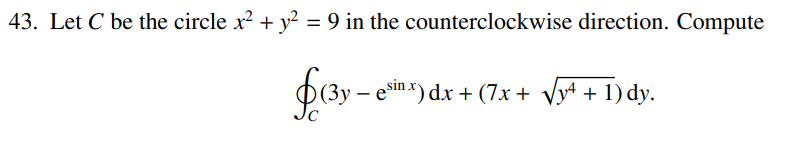 43. Let C be the circle x² + y² = 9 in the counterclockwise direction. Compute
∮_C (3y − e^{sin x}) dx + (7x + √(y⁴ + 1)) dy.